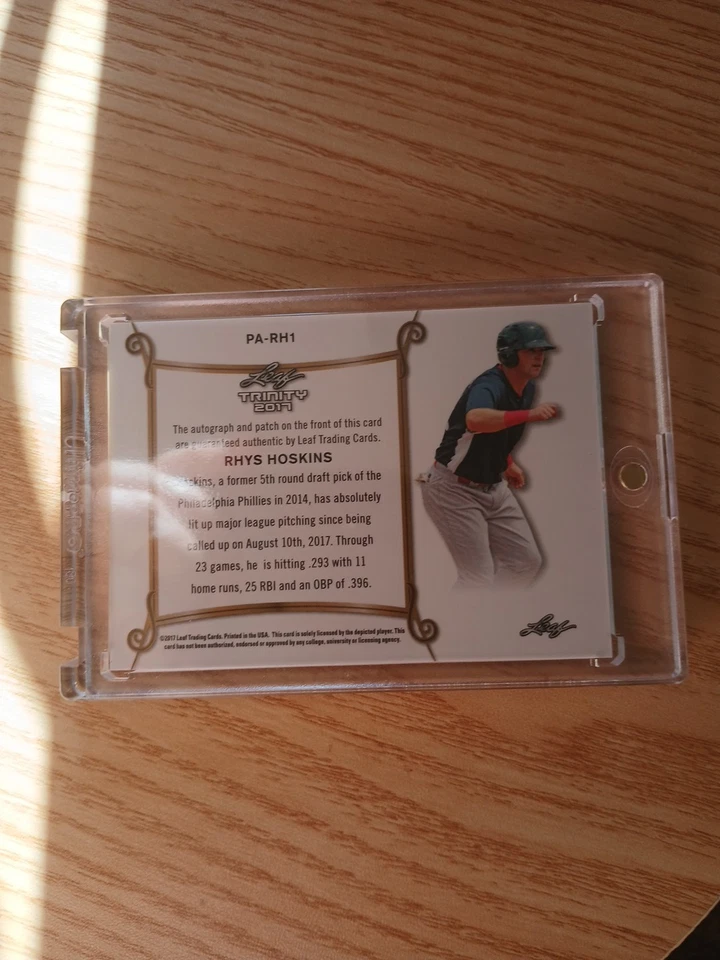 PA-RH1
Leaf
TRINITY
2017
The autograph and patch on the front of this card
are guaranteed authentic by Leaf Trading Cards.
RHYS HOSKINS
Hoskins, a former 5th round draft pick of the
Philadelphia Phillies in 2014, has absolutely
lit up major league pitching since being
called up on August 10th, 2017. Through
23 games, he is hitting .293 with 11
home runs, 25 RBI and an OBP of .396.
©2017 Leaf Trading Cards. Printed in the USA. This card is solely licensed by the depicted player. This
card has not been authorized, endorsed or approved by any college, university or licensing agency.
Leaf